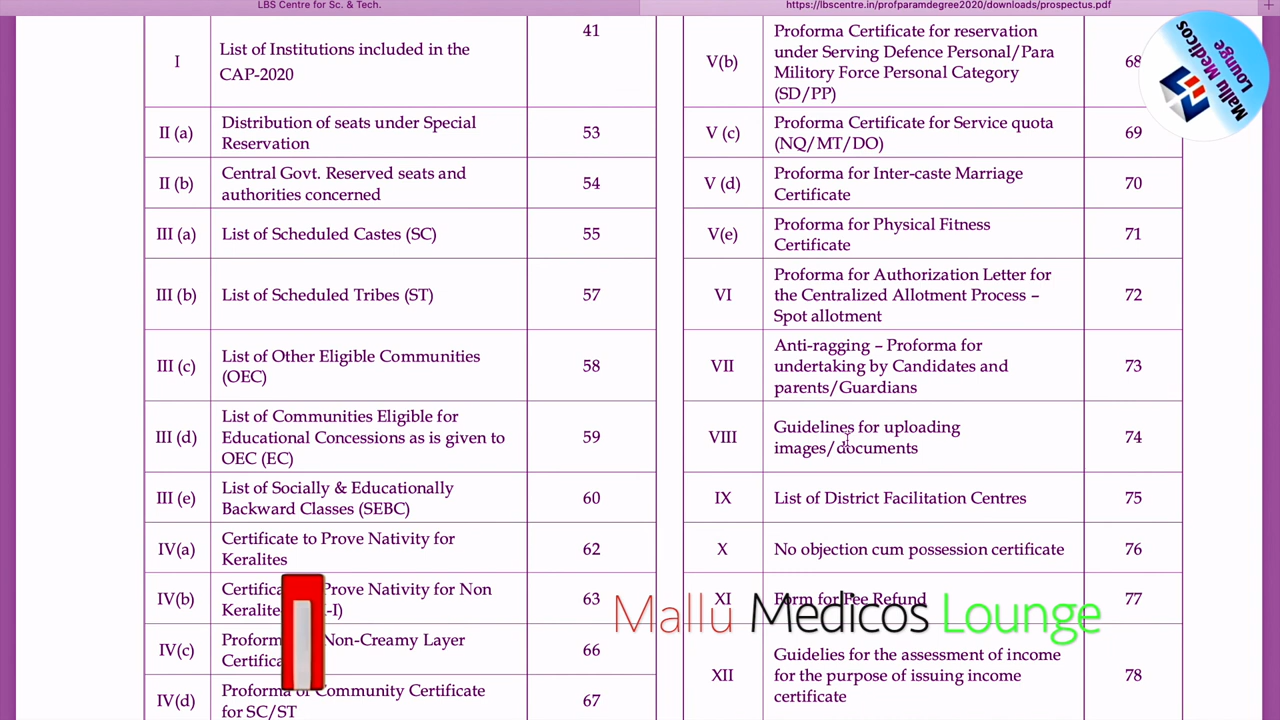 LBS Centre for Sc. & Tech.
https://lbscentre.in/profparamdegree2020/downloads/prospectus.pdf
I
List of Institutions included in the
CAP-2020
41
II (a)
Distribution of seats under Special
Reservation
53
II (b)
Central Govt. Reserved seats and
authorities concerned
54
III (a)
List of Scheduled Castes (SC)
55
III (b)
List of Scheduled Tribes (ST)
57
III (c)
List of Other Eligible Communities
(OEC)
58
III (d)
List of Communities Eligible for
Educational Concessions as is given to
OEC (EC)
59
III (e)
List of Socially & Educationally
Backward Classes (SEBC)
60
IV(a)
Certificate to Prove Nativity for
Keralites
62
IV(b)
Prove Nativity for Non
63
IV(c)
Non-Creamy Layer
66
IV(d)
Proforma of Community Certificate
for SC/ST
67
V(b)
Proforma Certificate for reservation
under Serving Defence Personal/Para
Military Force Personal Category
(SD/PP)
68
V (c)
Proforma Certificate for Service quota
(NQ/MT/DO)
69
V (d)
Proforma for Inter-caste Marriage
Certificate
70
V(e)
Proforma for Physical Fitness
Certificate
71
VI
Proforma for Authorization Letter for
the Centralized Allotment Process –
Spot allotment
72
VII
Anti-ragging – Proforma for
undertaking by Candidates and
parents/Guardians
73
VIII
Guidelines for uploading
images/documents
74
IX
List of District Facilitation Centres
75
X
No objection cum possession certificate
76
XI
Form for Fee Refund
77
XII
Guidelies for the assessment of income
for the purpose of issuing income
certificate
78
Mallu Medicos
Lounge
Mallu Medicos Lounge